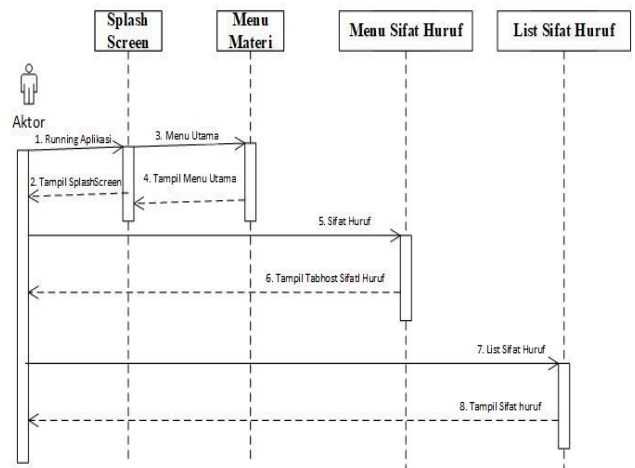 Splash
Screen
Menu
Materi
Menu Sifat Huruf
List Sifat Huruf
Aktor
1. Running Aplikasi
3. Menu Utama
2. Tampil SplashScreen
4. Tampil Menu Utama
5. Sifat Huruf
6. Tampil Tabhost Sifatl Huruf
7. List Sifat Huruf
8. Tampil Sifat huruf